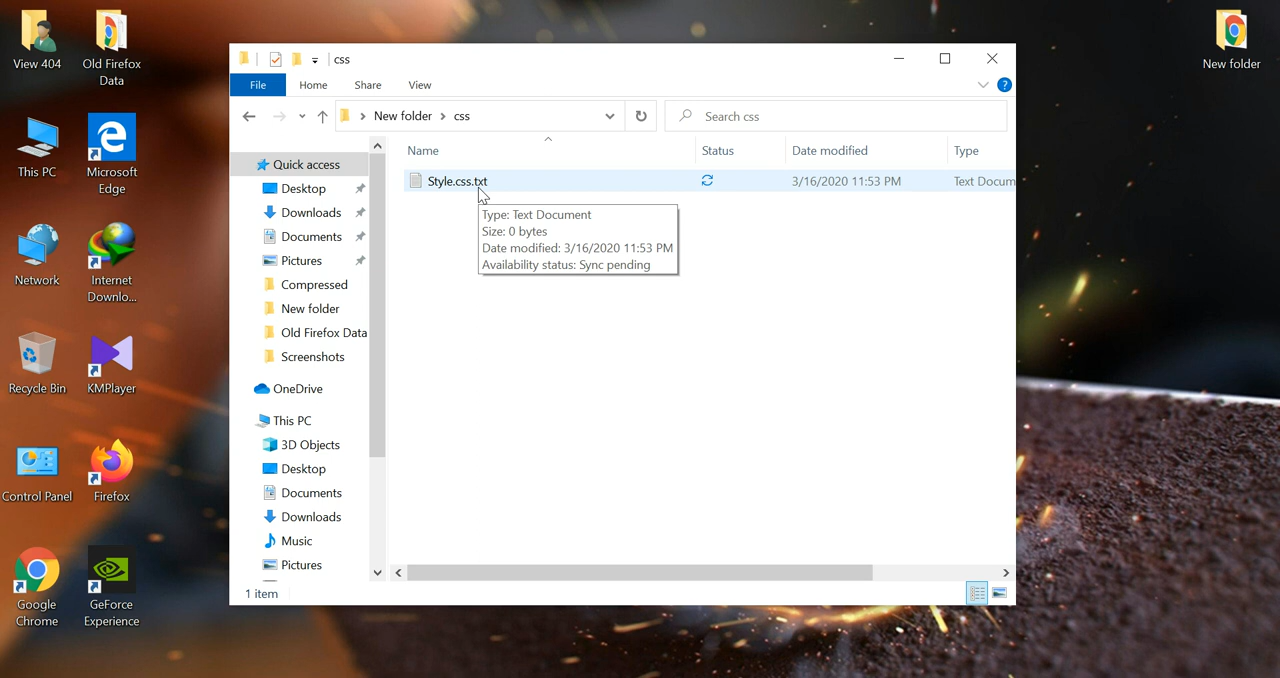 View 404
Old Firefox
Data
This PC
Microsoft
Edge
Network
Internet
Downlo...
Recycle Bin
KMPlayer
Control Panel
Firefox
Google
Chrome
GeForce
Experience
New folder
css
File
Home
Share
View
New folder
css
Search css
Name
Status
Date modified
Type
Style.css.txt
3/16/2020 11:53 PM
Text Docum
Type: Text Document
Size: 0 bytes
Date modified: 3/16/2020 11:53 PM
Availability status: Sync pending
Quick access
Desktop
Downloads
Documents
Pictures
Compressed
New folder
Old Firefox Data
Screenshots
OneDrive
This PC
3D Objects
Desktop
Documents
Downloads
Music
Pictures
1 item